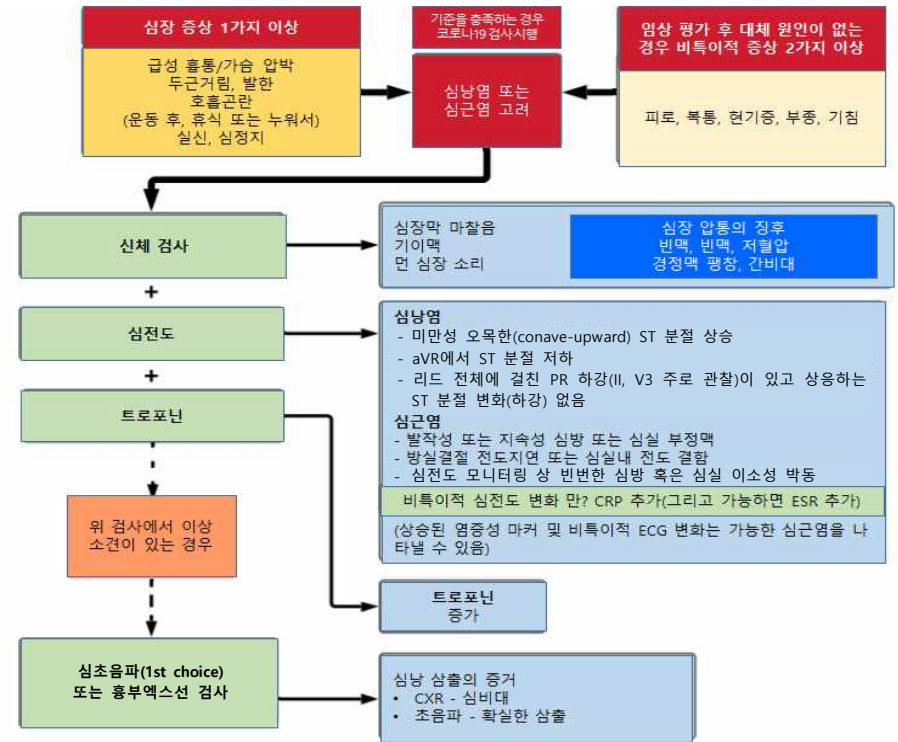 심장 증상 1가지 이상
급성 흉통/가슴 압박
두근거림, 발한
호흡곤란
(운동 후, 휴식 또는 누워서)
실신, 심정지
기준을 충족하는 경우
코로나19 검사시행
심낭염 또는
심근염 고려
임상 평가 후 대체 원인이 없는
경우 비특이적 증상 2가지 이상
피로, 복통, 현기증, 부종, 기침
신체 검사
심장막 마찰음
기이맥
먼 심장 소리
심장 압통의 징후
빈맥, 빈맥, 저혈압
경정맥 팽창, 간비대
+
심전도
심낭염
- 미만성 오목한(conave-upward) ST 분절 상승
- aVR에서 ST 분절 저하
- 리드 전체에 걸친 PR 하강(II, V3 주로 관찰)이 있고 상응하는
ST 분절 변화(하강) 없음
심근염
- 발작성 또는 지속성 심방 또는 심실 부정맥
- 방실결절 전도지연 또는 심실내 전도 결함
- 심전도 모니터링 상 빈번한 심방 혹은 심실 이소성 박동
비특이적 심전도 변화 만? CRP 추가(그리고 가능하면 ESR 추가)
(상승된 염증성 마커 및 비특이적 ECG 변화는 가능한 심근염을 나
타낼 수 있음)
+
트로포닌
트로포닌
증가
위 검사에서 이상
소견이 있는 경우
심초음파(1st choice)
또는 흉부엑스선 검사
심낭 삼출의 증거
• CXR - 심비대
• 초음파 - 확실한 삼출